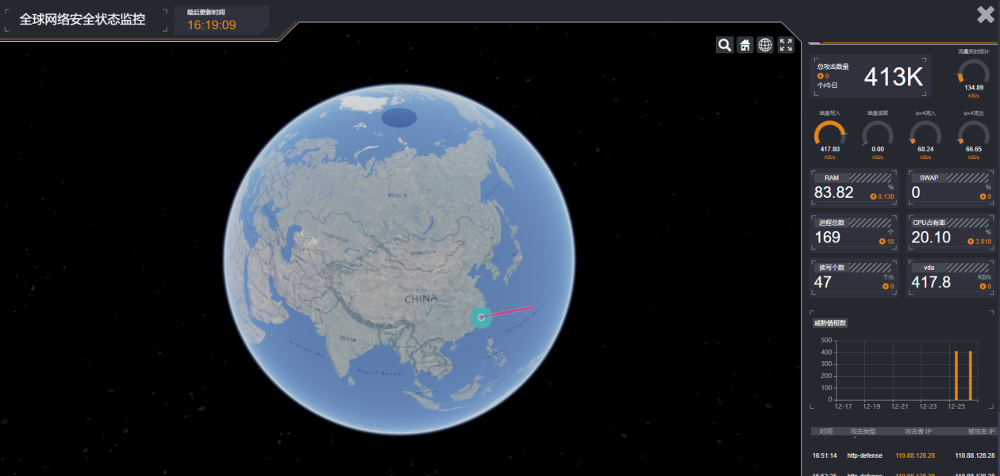 全球网络安全状态监控
最后更新时间
16:19:09
RUSSIA
MONGOLIA
CHINA
IRAN
INDIA
Arabian Sea
Bay of Bengal
流量实时统计
总攻击数量
0
个/今日
413K
134.89
KB/s
磁盘写入 磁盘读取 ipv4流入 ipv4流出
417.80 0.00 68.24 66.65
KB/s KB/s KB/s KB/s
RAM
%
83.82
0.130
SWAP
%
0
0
进程总数
个
169
18
CPU占有率
%
20.10
3.910
读写个数
个/s
47
0
vda
KB/s
417.8
0
威胁情报数
500
400
300
200
100
0
12-17 12-19 12-21 12-23 12-25
时间 攻击类型 攻击者 IP 被攻击 IP
16:51:14 http-defense 110.88.128.28 110.88.128.28